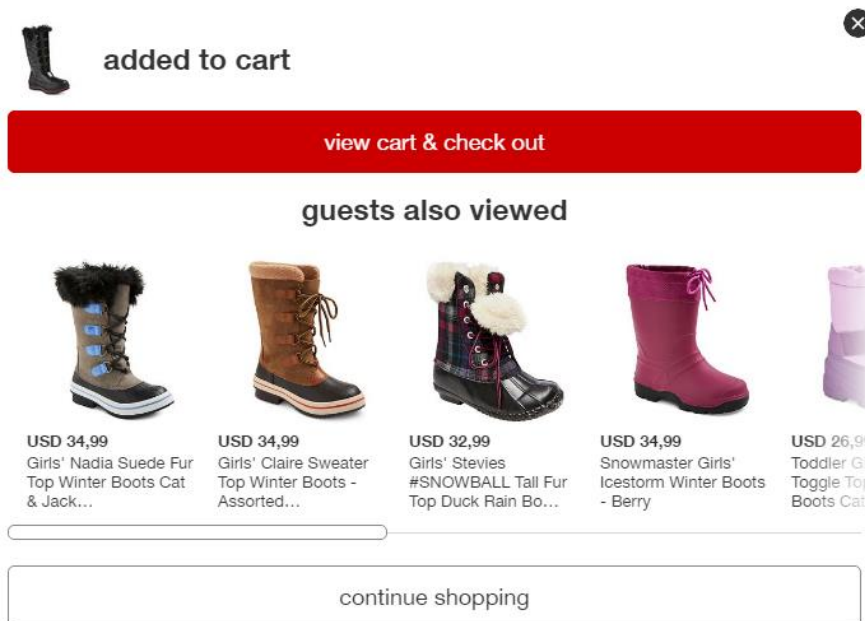 added to cart
view cart & check out
guests also viewed
USD 34,99
Girls' Nadia Suede Fur
Top Winter Boots Cat
& Jack...
USD 34,99
Girls' Claire Sweater
Top Winter Boots -
Assorted...
USD 32,99
Girls' Stevies
#SNOWBALL Tall Fur
Top Duck Rain Bo...
USD 34,99
Snowmaster Girls'
Icestorm Winter Boots
- Berry
USD 26,9
Toddler G
Toggle To
Boots Cat
continue shopping